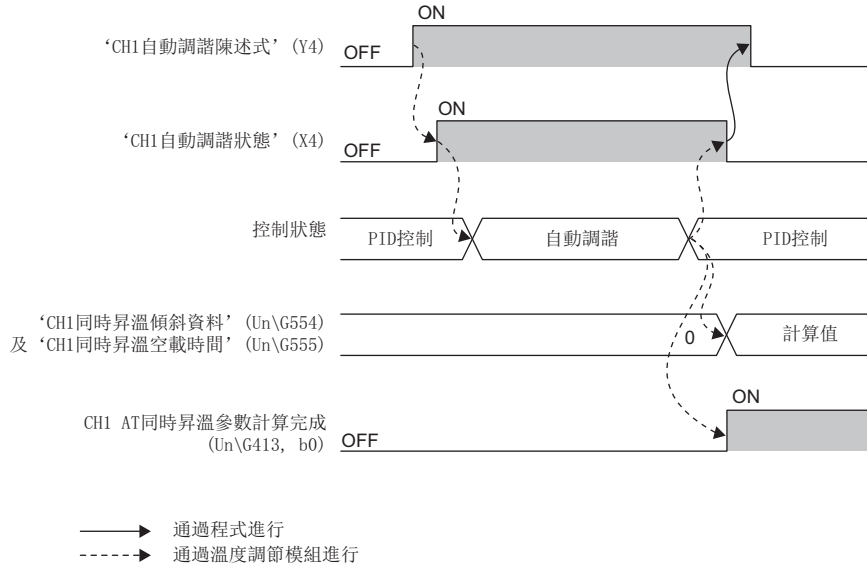 ON
‘CH1自動調諧陳述式’ (Y4)
OFF
ON
‘CH1自動調諧狀態’ (X4)
OFF
控制狀態
PID控制
自動調諧
PID控制
‘CH1同時昇溫傾斜資料’ (Un\G554)
及‘CH1同時昇溫空載時間’ (Un\G555)
0
計算值
ON
CH1 AT同時昇溫參數計算完成
(Un\G413, b0)
OFF
通過程式進行
通過溫度調節模組進行